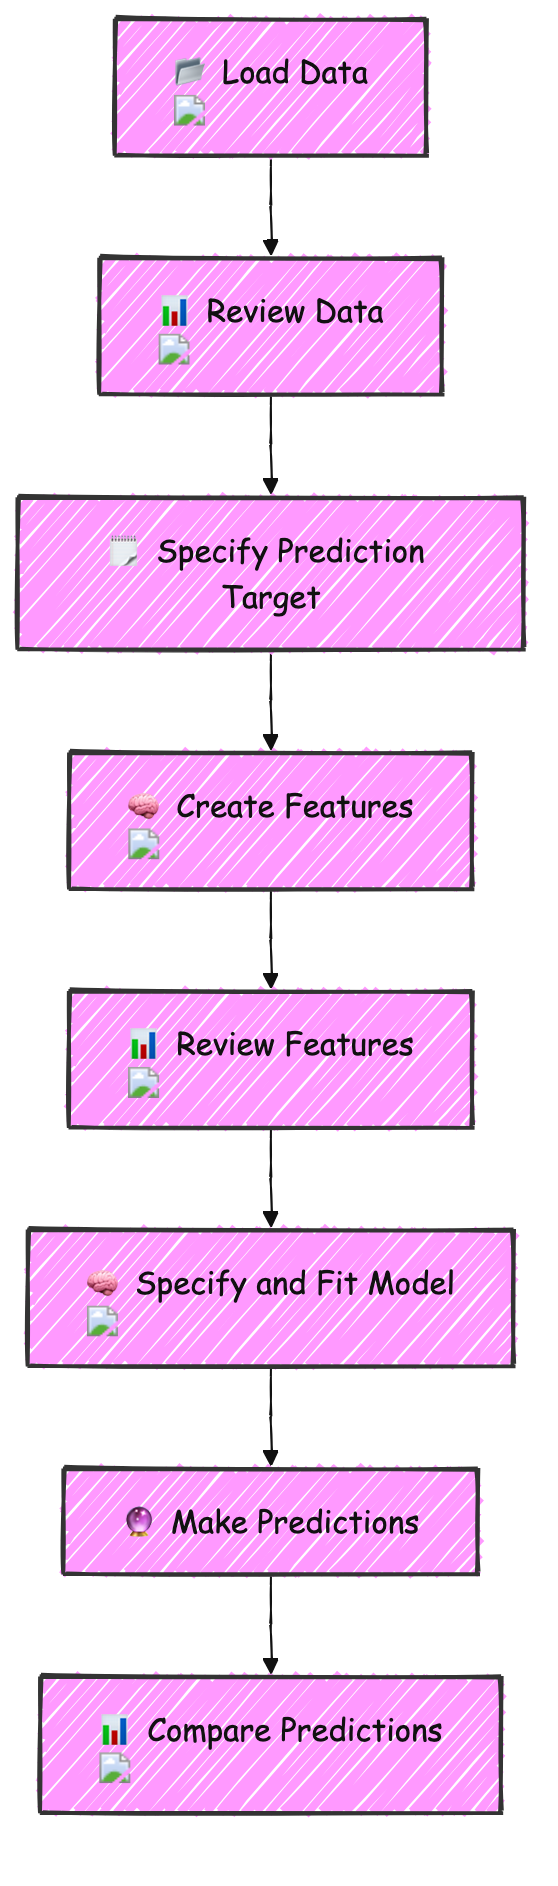 Load Data
Review Data
Specify Prediction
Target
Create Features
Review Features
Specify and Fit Model
Make Predictions
Compare Predictions